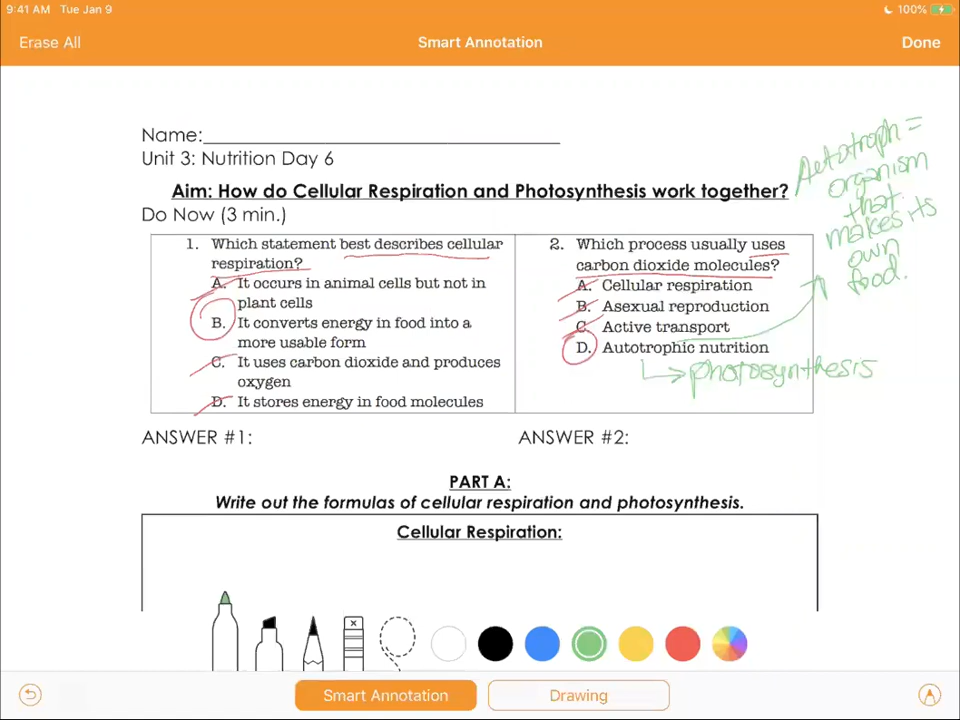 9:41 AM Tue Jan 9
100%
Erase All
Smart Annotation
Done
Name:
Unit 3: Nutrition Day 6
Aim: How do Cellular Respiration and Photosynthesis work together?
Do Now (3 min.)
1. Which statement best describes cellular
respiration?
A. It occurs in animal cells but not in
plant cells
B. It converts energy in food into a
more usable form
C. It uses carbon dioxide and produces
oxygen
D. It stores energy in food molecules
2. Which process usually uses
carbon dioxide molecules?
A. Cellular respiration
B. Asexual reproduction
C. Active transport
D. Autotrophic nutrition
photosynthesis
Autotroph =
organism
that
makes its
own
food.
ANSWER #1:
ANSWER #2:
PART A:
Write out the formulas of cellular respiration and photosynthesis.
Cellular Respiration:
Smart Annotation
Drawing